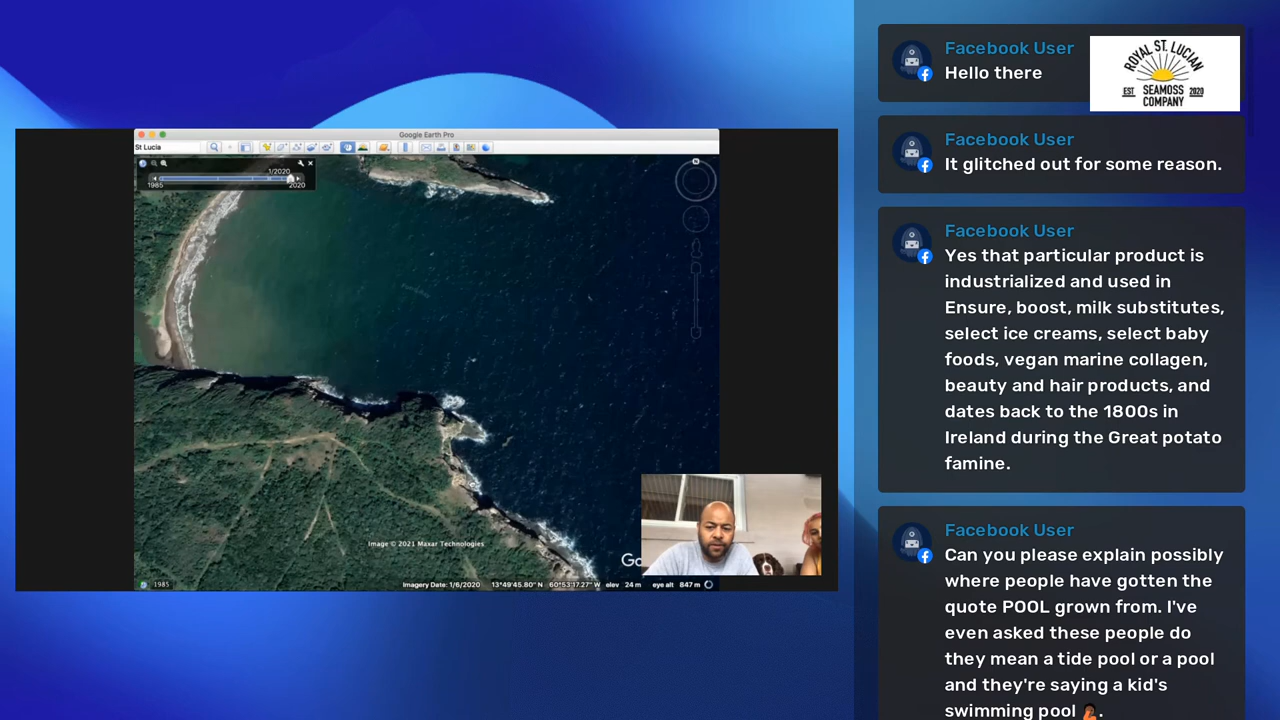 Google Earth Pro
St Lucia
1/2020
1985
2020
Image © 2021 Maxar Technologies
Go
1985
Imagery Date: 1/6/2020 13°49'45.80" N 60°53'17.27" W elev 24 m eye alt 847 m
Facebook User
Hello there
ROYAL ST. LUCIAN
EST SEAMOSS 2020
COMPANY
Facebook User
It glitched out for some reason.
Facebook User
Yes that particular product is
industrialized and used in
Ensure, boost, milk substitutes,
select ice creams, select baby
foods, vegan marine collagen,
beauty and hair products, and
dates back to the 1800s in
Ireland during the Great potato
famine.
Facebook User
Can you please explain possibly
where people have gotten the
quote POOL grown from. I've
even asked these people do
they mean a tide pool or a pool
and they're saying a kid's
swimming pool 🤦🏾.